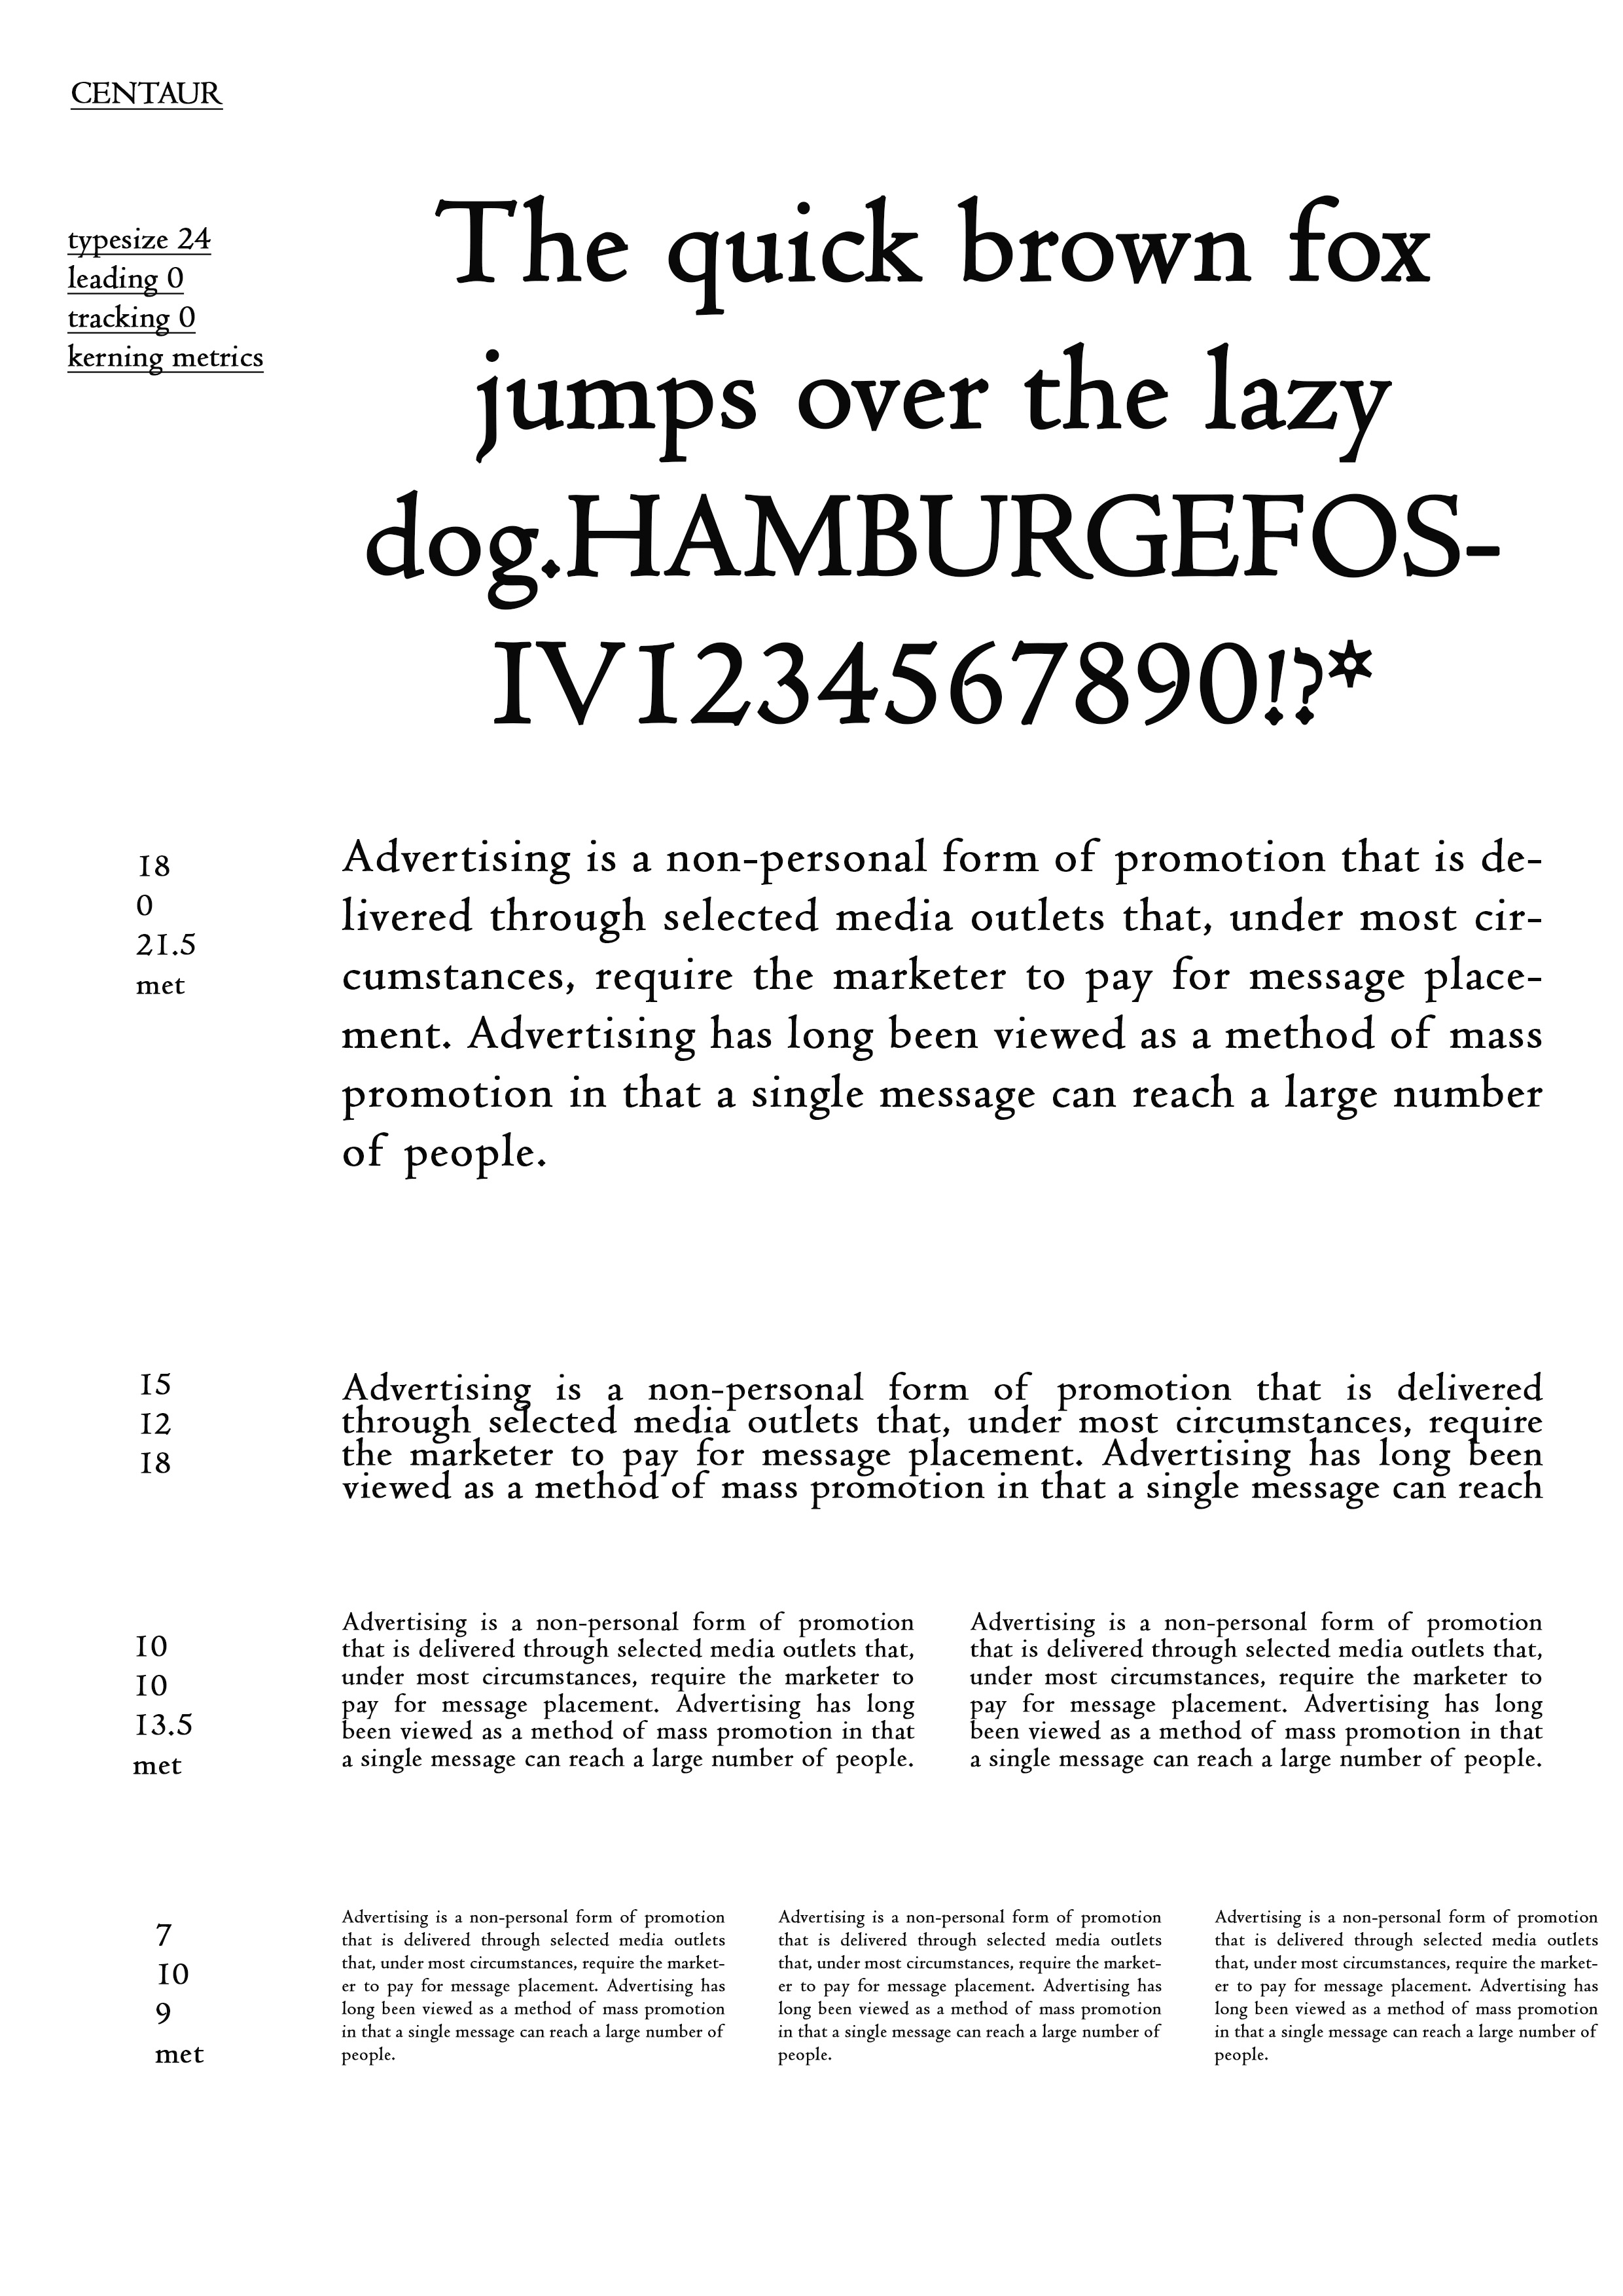 CENTAUR
typesize 24
leading 0
tracking 0
kerning metrics
The quick brown fox
jumps over the lazy
dog.HAMBURGEFOS-
IV1234567890!?*
18
0
21.5
met
Advertising is a non-personal form of promotion that is de-
livered through selected media outlets that, under most cir-
cumstances, require the marketer to pay for message place-
ment. Advertising has long been viewed as a method of mass
promotion in that a single message can reach a large number
of people.
15
12
18
Advertising is a non-personal form of promotion that is delivered
through selected media outlets that, under most circumstances, require
the marketer to pay for message placement. Advertising has long been
viewed as a method of mass promotion in that a single message can reach
10
10
13.5
met
Advertising is a non-personal form of promotion
that is delivered through selected media outlets that,
under most circumstances, require the marketer to
pay for message placement. Advertising has long
been viewed as a method of mass promotion in that
a single message can reach a large number of people.
Advertising is a non-personal form of promotion
that is delivered through selected media outlets that,
under most circumstances, require the marketer to
pay for message placement. Advertising has long
been viewed as a method of mass promotion in that
a single message can reach a large number of people.
7
10
9
met
Advertising is a non-personal form of promotion
that is delivered through selected media outlets
that, under most circumstances, require the market-
er to pay for message placement. Advertising has
long been viewed as a method of mass promotion
in that a single message can reach a large number of
people.
Advertising is a non-personal form of promotion
that is delivered through selected media outlets
that, under most circumstances, require the market-
er to pay for message placement. Advertising has
long been viewed as a method of mass promotion
in that a single message can reach a large number of
people.
Advertising is a non-personal form of promotion
that is delivered through selected media outlets
that, under most circumstances, require the market-
er to pay for message placement. Advertising has
long been viewed as a method of mass promotion
in that a single message can reach a large number of
people.